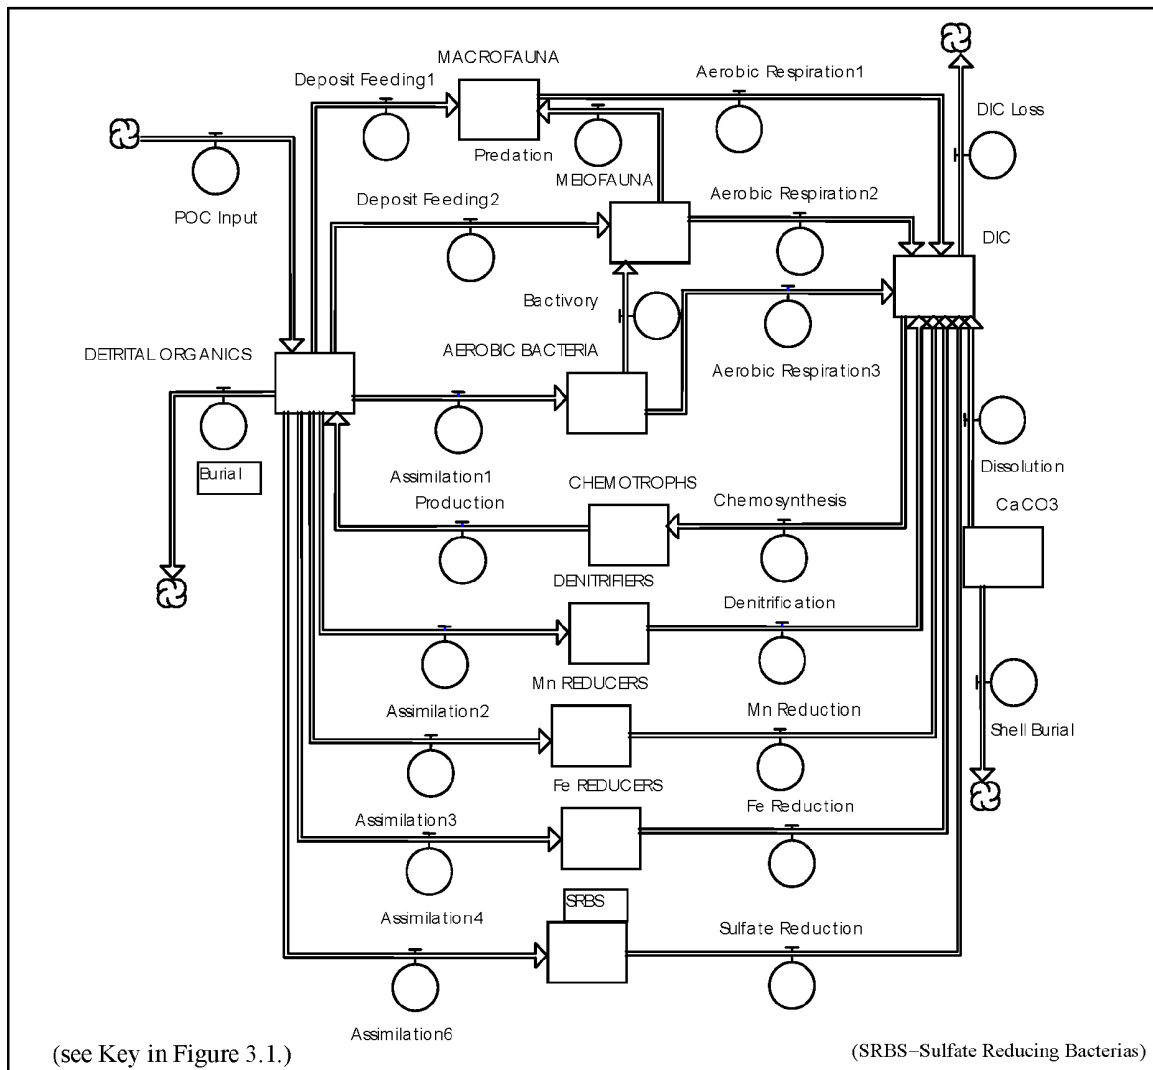 MACROFAUNA
Deposit Feeding1
Aerobic Respiration1
DIC Loss
Predation
MEIOFAUNA
POC Input
Deposit Feeding2
Aerobic Respiration2
DIC
Bactivory
DETRITAL ORGANICS
AEROBIC BACTERIA
Aerobic Respiration3
Burial
Assimilation1
CHEMOTROPHS
Dissolution
Production
Chemosynthesis
CaCO3
DENITRIFIERS
Denitrification
Mn REDUCERS
Assimilation2
Mn Reduction
Shell Burial
Fe REDUCERS
Assimilation3
Fe Reduction
SRBS
Assimilation4
Sulfate Reduction
Assimilation6
(see Key in Figure 3.1.)
(SRBS–Sulfate Reducing Bacterias)